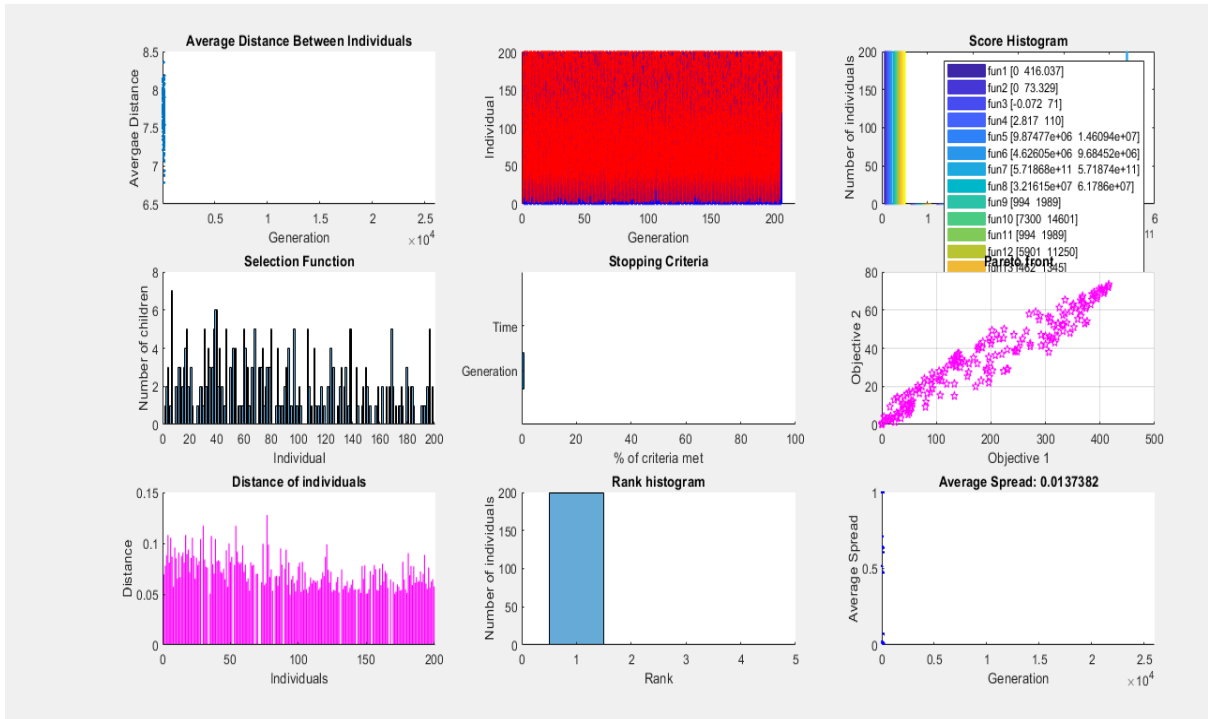 Average Distance Between Individuals
8.5
8
7.5
7
6.5
Avergae Distance
0.5 1 1.5 2 2.5
Generation
×10^4
200
150
100
50
0
Individual
0 100 200
Generation
Score Histogram
200
150
100
50
0
Number of individuals
0 1 6
11
fun1 [0 416.037]
fun2 [0 73.329]
fun3 [-0.072 71]
fun4 [2.817 110]
fun5 [9.87477e+06 1.46094e+07]
fun6 [4.62605e+06 9.68452e+06]
fun7 [5.71868e+11 5.71874e+11]
fun8 [3.21615e+07 6.1786e+07]
fun9 [994 1989]
fun10 [7300 14601]
fun11 [994 1989]
fun12 [5901 11250]
fun13 [462 1345]
Selection Function
8
6
4
2
0
Number of children
0 20 40 60 80 100 120 140 160 180 200
Individual
Stopping Criteria
Time
Generation
0 20 40 60 80 100
% of criteria met
Pareto front
80
60
40
20
0
Objective 2
0 100 200 300 400 500
Objective 1
Distance of individuals
0.15
0.1
0.05
0
Distance
0 50 100 150 200
Individuals
Rank histogram
200
150
100
50
0
Number of individuals
0 1 2 3 4 5
Rank
Average Spread: 0.0137382
1
0.5
0
Average Spread
0 0.5 1 1.5 2 2.5
Generation
×10^4